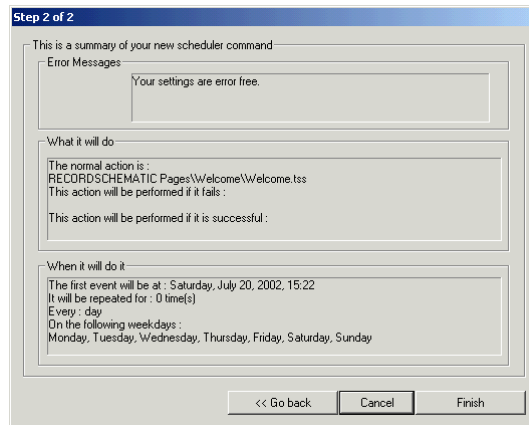 Step 2 of 2
This is a summary of your new scheduler command
Error Messages
Your settings are error free.
What it will do
The normal action is :
RECORDSCHEMATIC Pages\Welcome\Welcome.tss
This action will be performed if it fails :
This action will be performed if it is successful :
When it will do it
The first event will be at : Saturday, July 20, 2002, 15:22
It will be repeated for : 0 time(s)
Every : day
On the following weekdays :
Monday, Tuesday, Wednesday, Thursday, Friday, Saturday, Sunday
<< Go back
Cancel
Finish